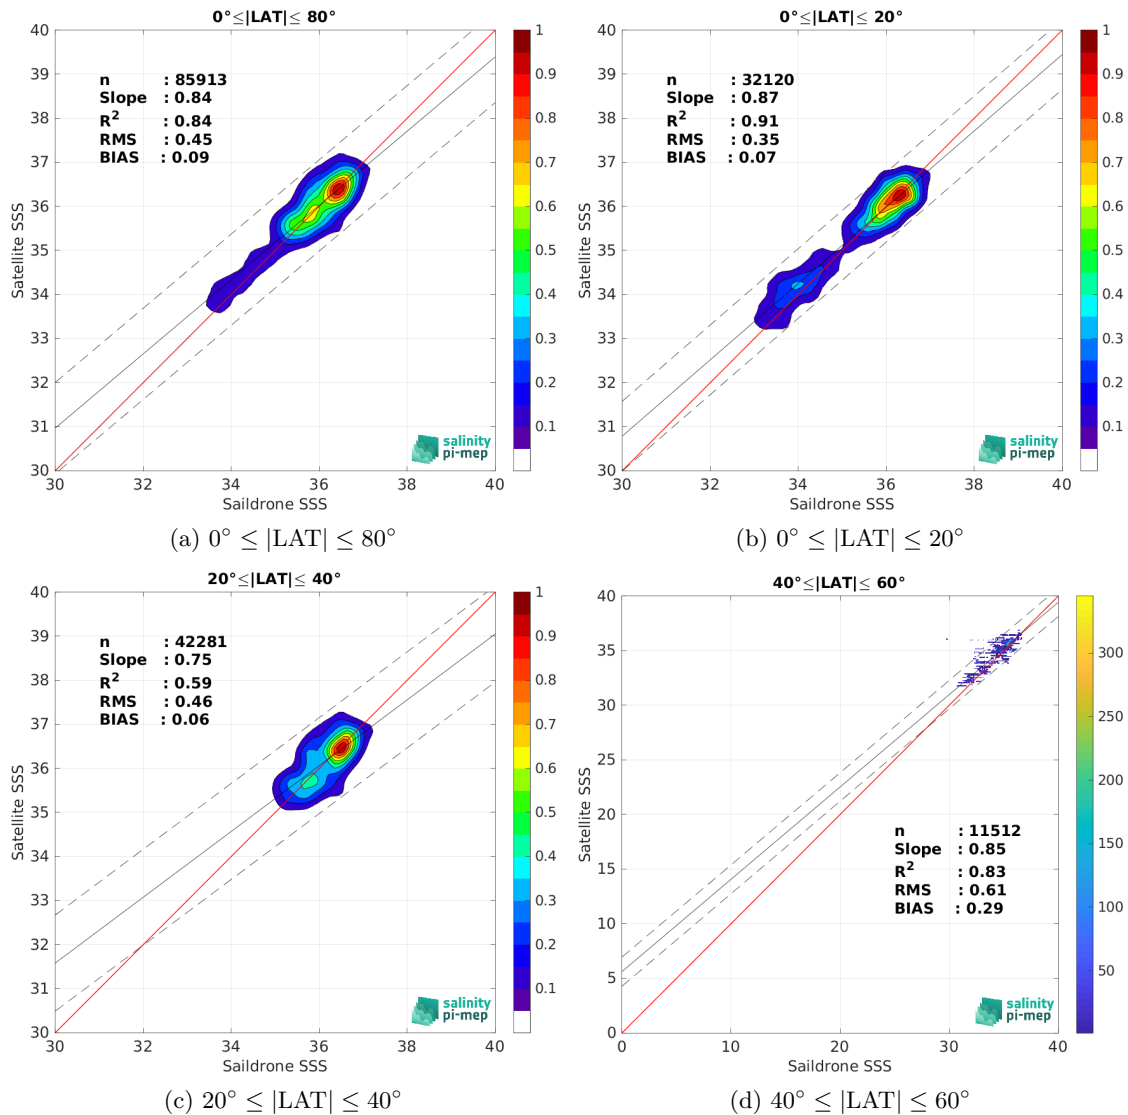 0°≤|LAT|≤ 80°
40
39
38
37
36
35
34
33
32
31
30
30 32 34 36 38 40
Satellite SSS
Saildrone SSS
n : 85913
Slope : 0.84
R² : 0.84
RMS : 0.45
BIAS : 0.09
1
0.9
0.8
0.7
0.6
0.5
0.4
0.3
0.2
0.1
salinity
pi-mep
(a) 0° ≤ |LAT| ≤ 80°
0°≤|LAT|≤ 20°
40
39
38
37
36
35
34
33
32
31
30
30 32 34 36 38 40
Satellite SSS
Saildrone SSS
n : 32120
Slope : 0.87
R² : 0.91
RMS : 0.35
BIAS : 0.07
1
0.9
0.8
0.7
0.6
0.5
0.4
0.3
0.2
0.1
salinity
pi-mep
(b) 0° ≤ |LAT| ≤ 20°
20°≤|LAT|≤ 40°
40
39
38
37
36
35
34
33
32
31
30
30 32 34 36 38 40
Satellite SSS
Saildrone SSS
n : 42281
Slope : 0.75
R² : 0.59
RMS : 0.46
BIAS : 0.06
1
0.9
0.8
0.7
0.6
0.5
0.4
0.3
0.2
0.1
salinity
pi-mep
(c) 20° ≤ |LAT| ≤ 40°
40°≤|LAT|≤ 60°
40
35
30
25
20
15
10
5
0
0 10 20 30 40
Satellite SSS
Saildrone SSS
n : 11512
Slope : 0.85
R² : 0.83
RMS : 0.61
BIAS : 0.29
300
250
200
150
100
50
salinity
pi-mep
(d) 40° ≤ |LAT| ≤ 60°